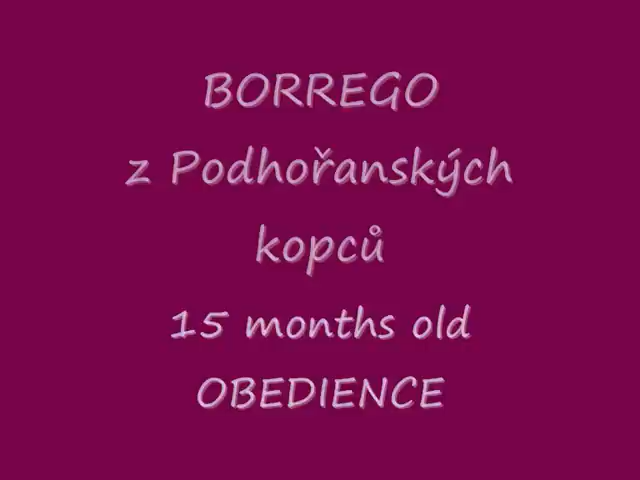 BORREGO
z Podhořanských
kopců
15 months old
OBEDIENCE